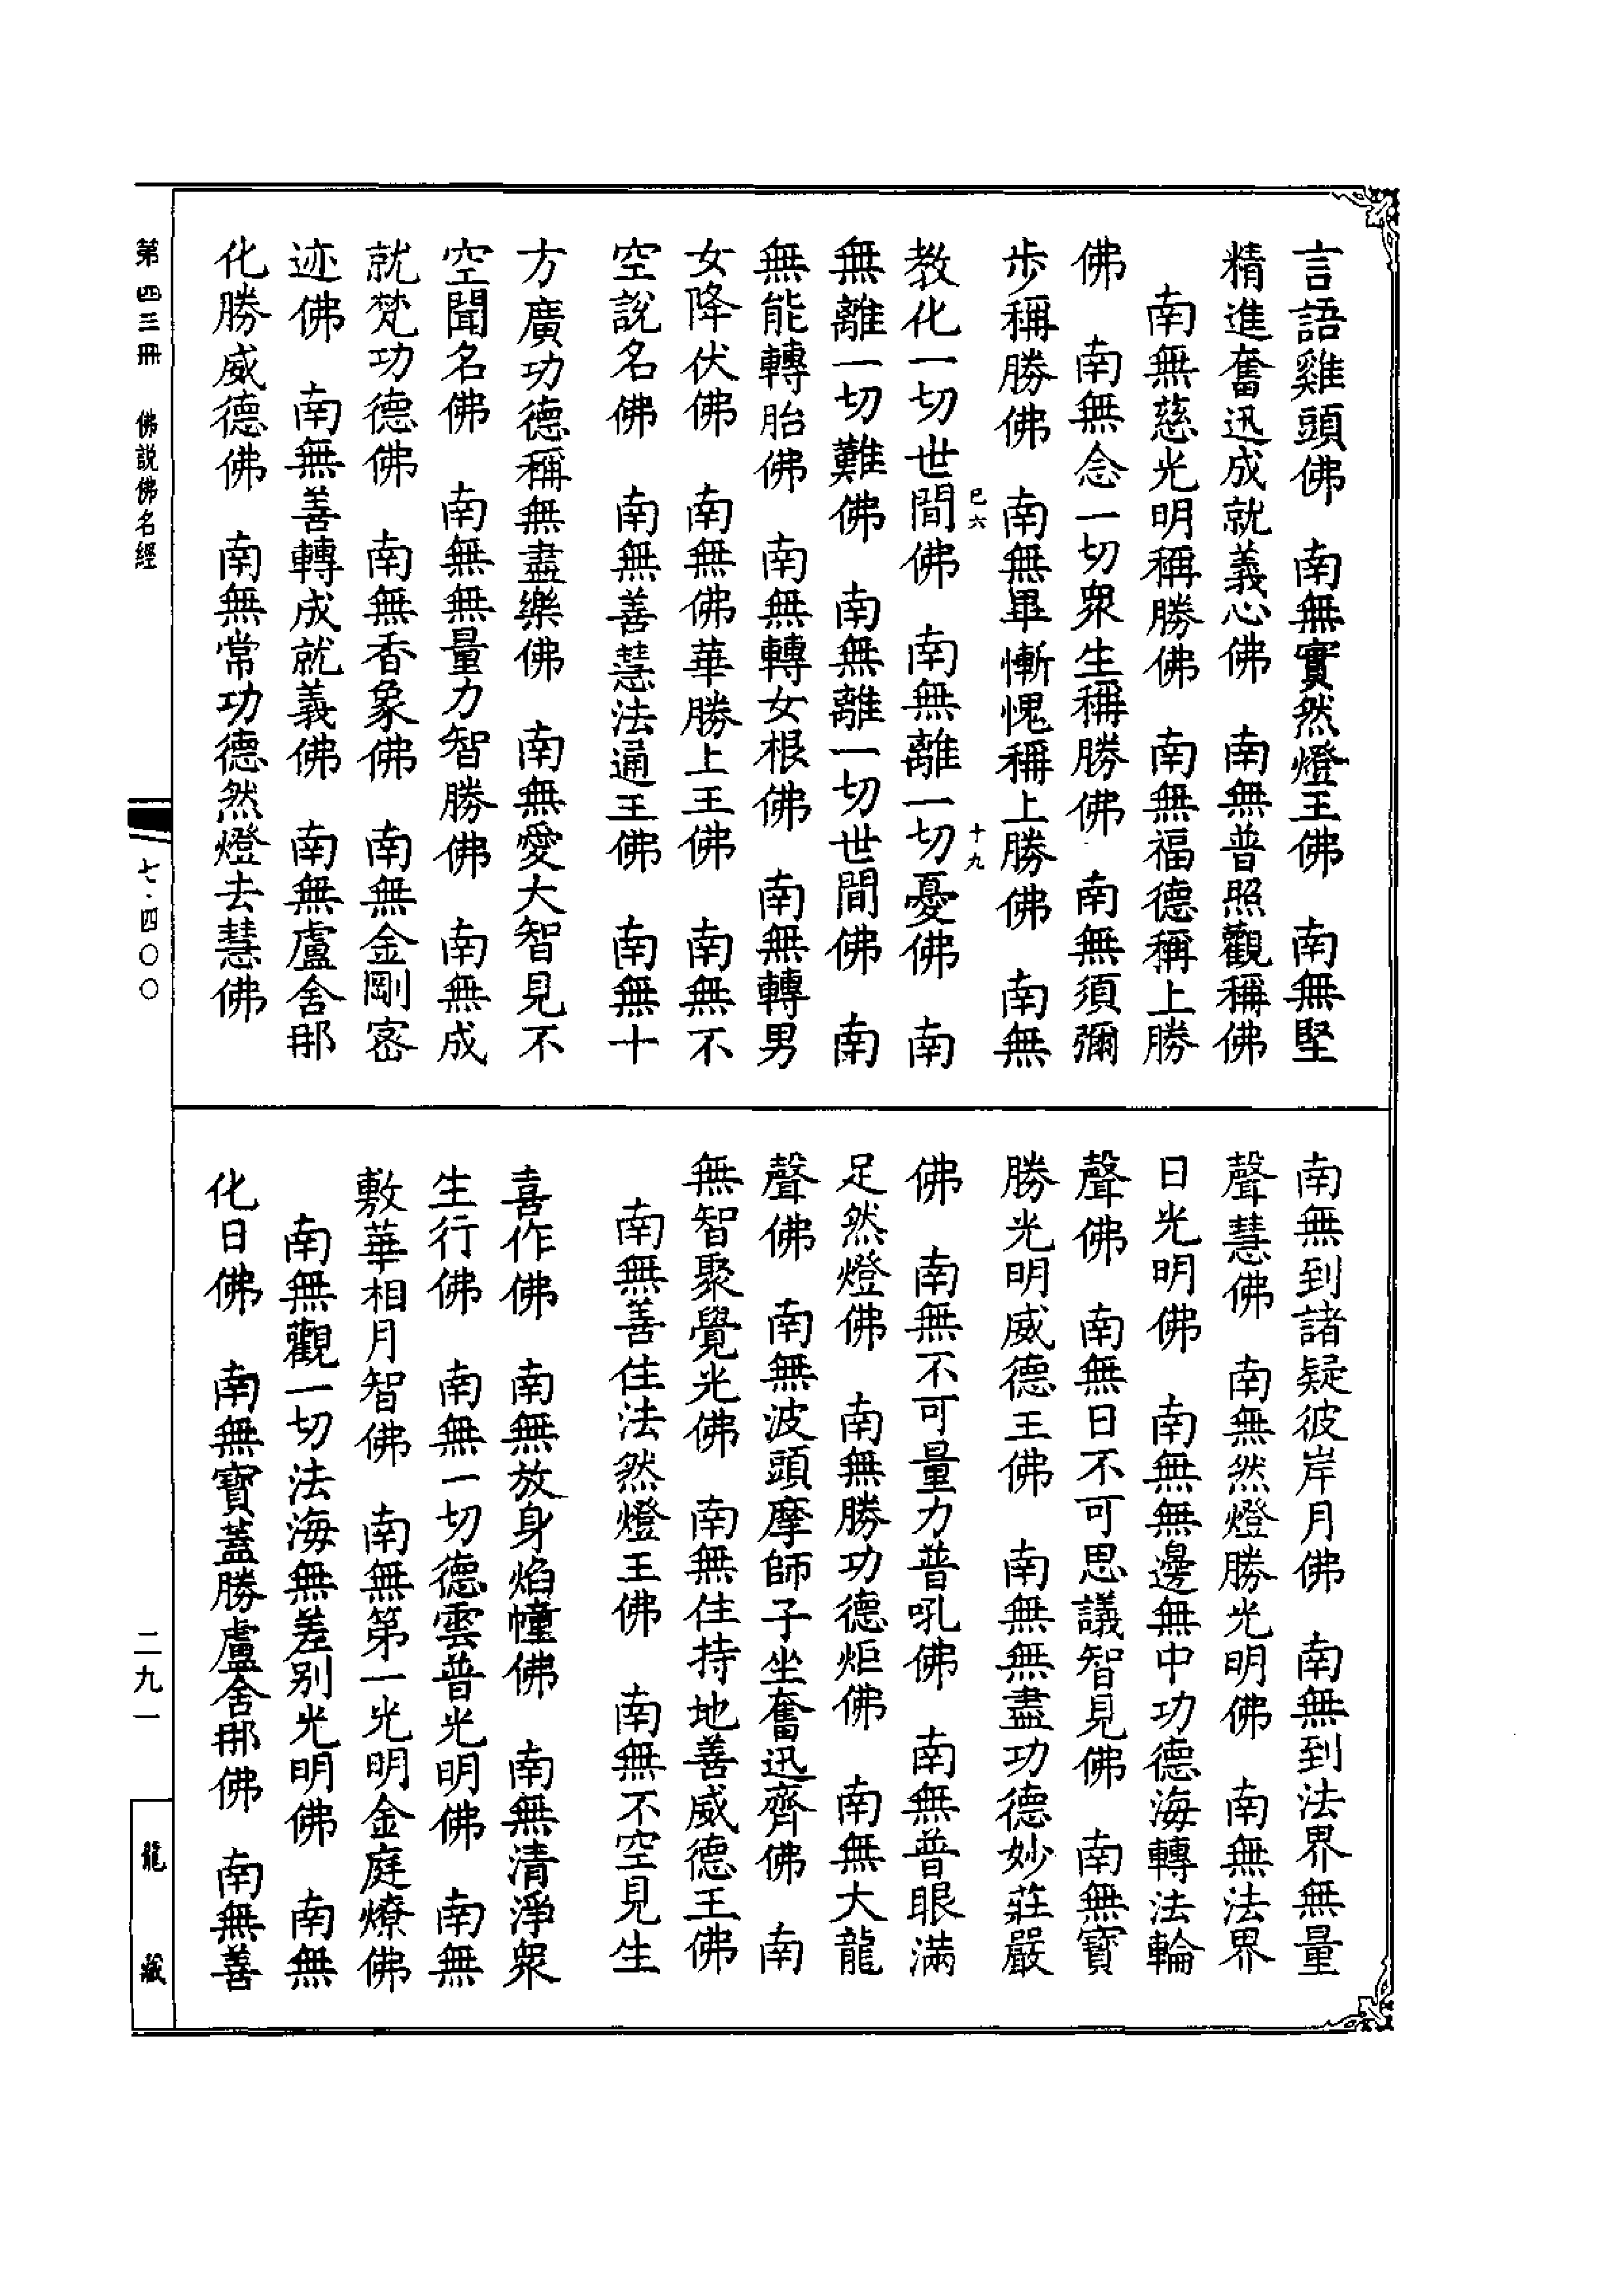 言語雞頭佛　南無實然燈王佛　南無堅
精進奮迅成就義心佛　南無普照觀稱佛
南無慈光明稱勝佛　南無福德稱上勝
佛　南無念一切衆生稱勝佛　南無須彌
步稱勝佛　南無畢慚愧稱上勝佛　南無
巳六　十九
教化一切世間佛　南無離一切憂佛　南
無離一切難佛　南無離一切世間佛　南
無能轉胎佛　南無轉女根佛　南無轉男
女降伏佛　南無佛華勝上王佛　南無不
空說名佛　南無善慧法通王佛　南無十
方廣功德稱無盡樂佛　南無愛大智見不
空聞名佛　南無無量力智勝佛　南無成
就梵功德佛　南無香象佛　南無金剛密
迹佛　南無善轉成就義佛　南無盧舍那
化勝威德佛　南無常功德然燈去慧佛
南無到諸疑彼岸月佛　南無到法界無量
聲慧佛　南無然燈勝光明佛　南無法界
日光明佛　南無無邊無中功德海轉法輪
聲佛　南無日不可思議智見佛　南無寶
勝光明威德王佛　南無無盡功德妙莊嚴
佛　南無不可量力普吼佛　南無普眼滿
足然燈佛　南無勝功德炬佛　南無大龍
聲佛　南無波頭摩師子坐奮迅齊佛　南
無智聚覺光佛　南無住持地善威德王佛
南無善住法然燈王佛　南無不空見生
喜作佛　南無放身焰幢佛　南無清淨衆
生行佛　南無一切德雲普光明佛　南無
敷華相月智佛　南無第一光明金庭燎佛
南無觀一切法海無差别光明佛　南無
化日佛　南無寶蓋勝盧舍那佛　南無善
第四三冊　佛説佛名經
七·四〇〇
二九一
龍藏